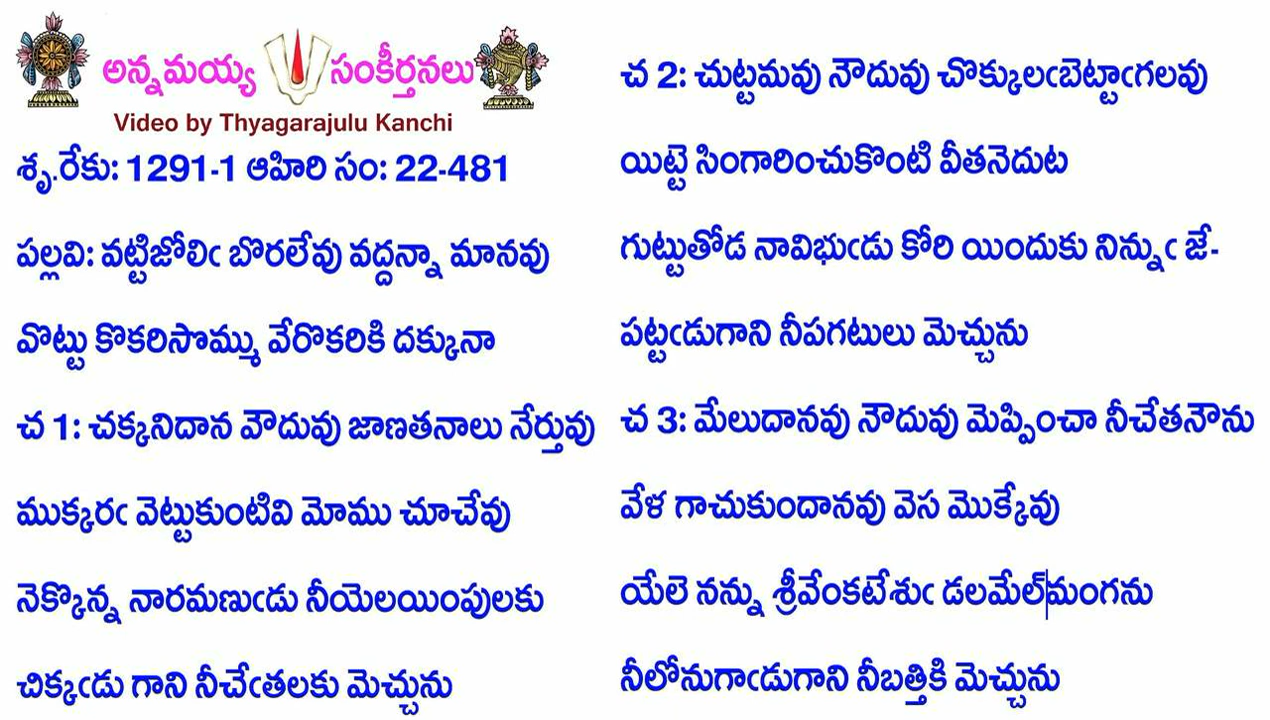 అన్నమయ్య సంకీర్తనలు
Video by Thyagarajulu Kanchi
శృ.రేకు: 1291-1 ఆహిరి సం: 22-481
పల్లవి: వట్టిజోలిఁ బొరలేవు వద్దన్నా మానవు
వొట్టు కొకరిసొమ్ము వేరొకరికి దక్కునా
చ 1: చక్కనిదాన వౌదువు జాణతనాలు నేర్తువు
ముక్కరఁ వెట్టుకుంటివి మోము చూచేవు
నెక్కొన్న నారమణుఁడు నీయెలయింపులకు
చిక్కఁడు గాని నీచేఁతలకు మెచ్చును
చ 2: చుట్టమవు నౌదువు చొక్కులఁబెట్టాఁగలవు
యిట్టె సింగారించుకొంటి వీతనెదుట
గుట్టుతోడ నావిభుఁడు కోరి యిందుకు నిన్నుఁ జే-
పట్టఁడుగాని నీపగటులు మెచ్చును
చ 3: మేలుదానవు నౌదువు మెప్పించా నీచేతనౌను
వేళ గాచుకుందానవు వెస మొక్కేవు
యేలె నన్ను శ్రీవేంకటేశుఁ డలమేల్‌మంగను
నీలోనుగాఁడుగాని నీబత్తికి మెచ్చును